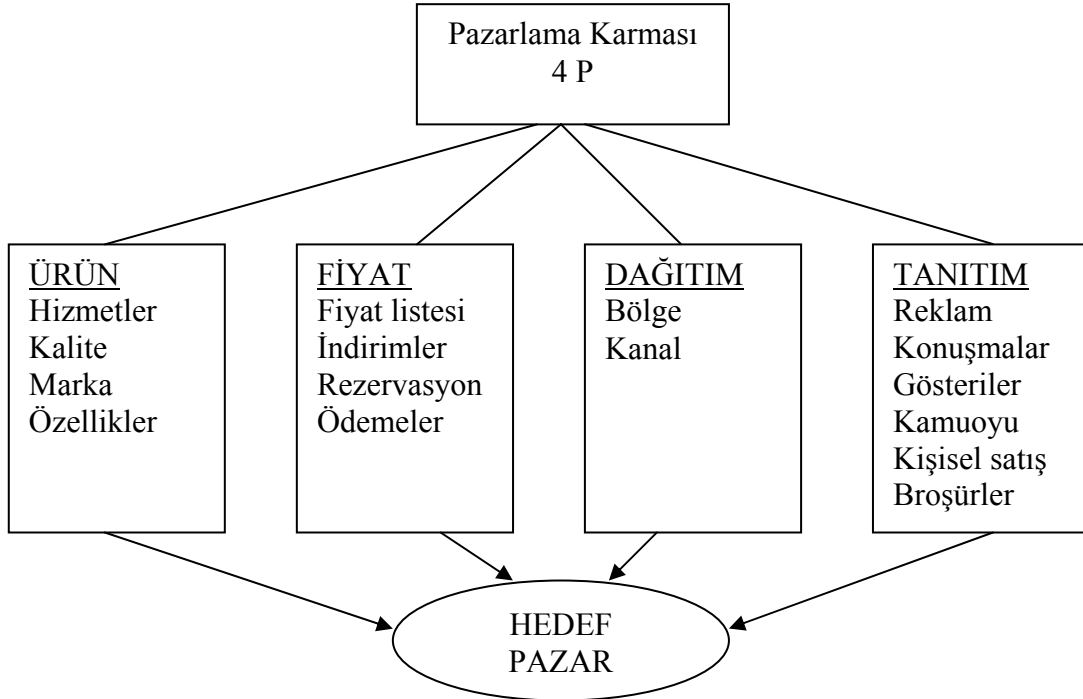 Pazarlama Karması
4 P
ÜRÜN
Hizmetler
Kalite
Marka
Özellikler
FİYAT
Fiyat listesi
İndirimler
Rezervasyon
Ödemeler
DAĞITIM
Bölge
Kanal
TANITIM
Reklam
Konuşmalar
Gösteriler
Kamuoyu
Kişisel satış
Broşürler
HEDEF
PAZAR